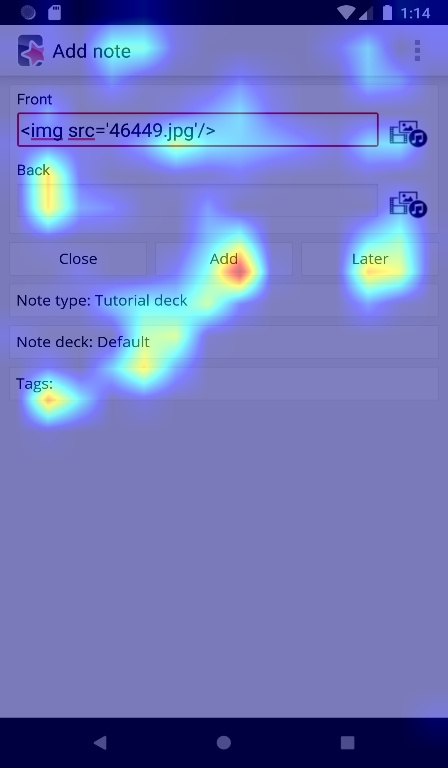 1:14
Add note
Front
<img src='46449.jpg'/>
Back
Close Add Later
Note type: Tutorial deck
Note deck: Default
Tags: